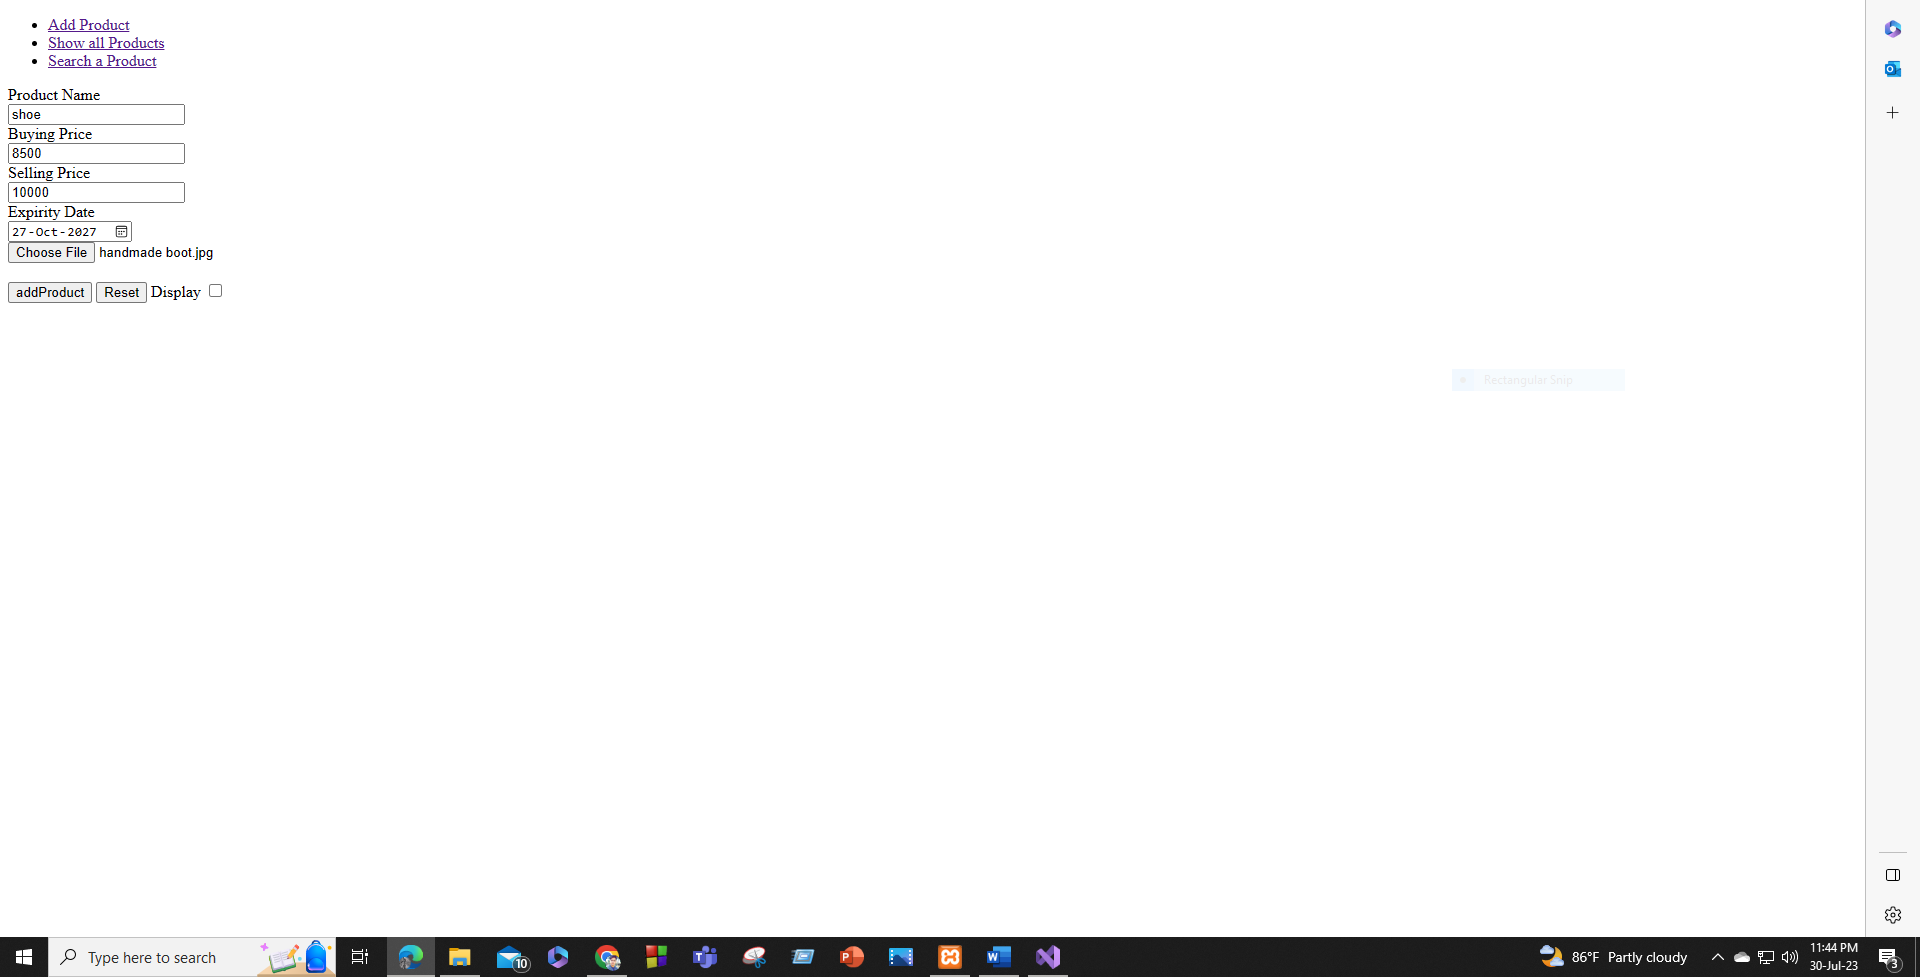 Add Product
Show all Products
Search a Product
Product Name
shoe
Buying Price
8500
Selling Price
10000
Expirity Date
27-Oct-2027
Choose File handmade boot.jpg
addProduct Reset Display
Rectangular Snip
Type here to search
10
86°F Partly cloudy
11:44 PM
30-Jul-23
3